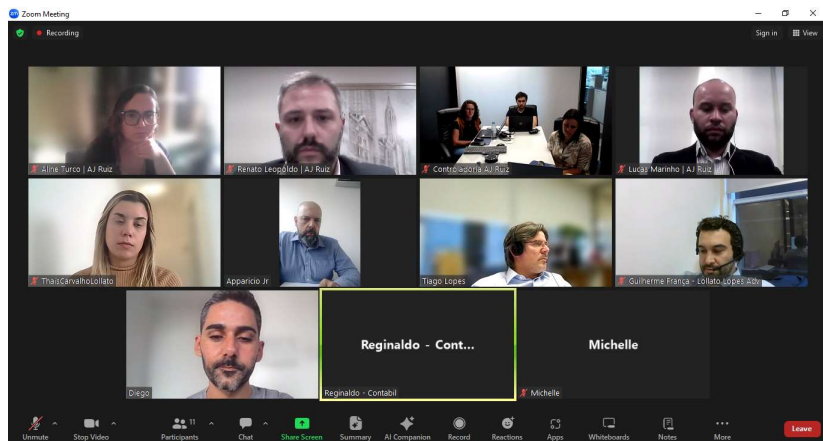 zm Zoom Meeting
Recording
Sign in
View
Aline Turco | AJ Ruiz
Renato Leopoldo | AJ Ruiz
Controladoria AJ Ruiz
Lucas Marinho | AJ Ruiz
ThaisCarvalhoLollato
Apparicio Jr
Tiago Lopes
Guilherme França - Lollato Lopes Adv
Diego
Reginaldo - Cont...
Reginaldo - Contabil
Michelle
Michelle
11
Unmute
Stop Video
Participants
Chat
Share Screen
Summary
AI Companion
Record
Reactions
Apps
Whiteboards
Notes
More
Leave